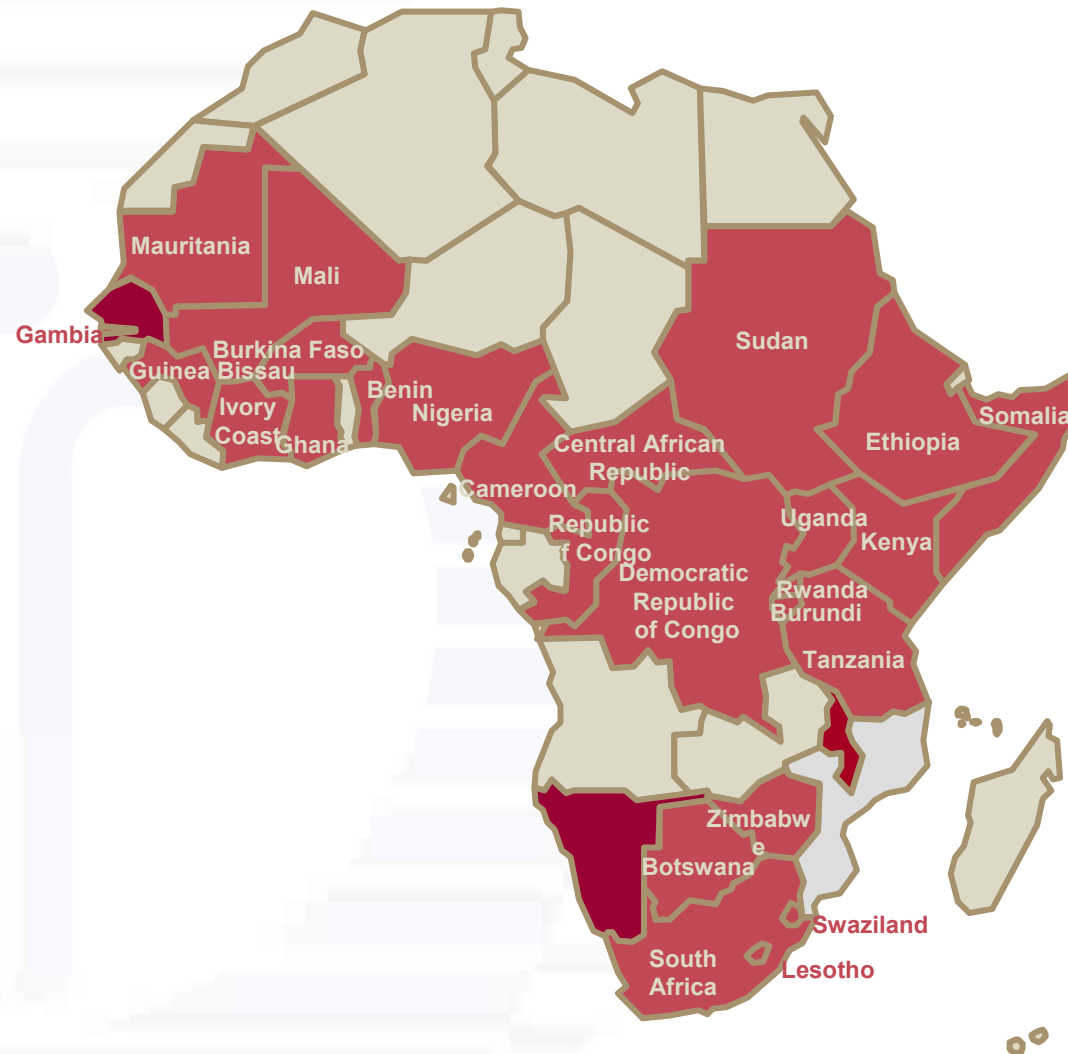 Mauritania
Mali
Gambia
Burkina Faso
Guinea Bissau
Benin
Nigeria
Ivory
Coast
Ghana
Sudan
Somalia
Ethiopia
Central African
Republic
Cameroon
Republic
of Congo
Uganda
Kenya
Democratic
Republic
of Congo
Rwanda
Burundi
Tanzania
Zimbabw
e
Botswana
Swaziland
South
Africa
Lesotho